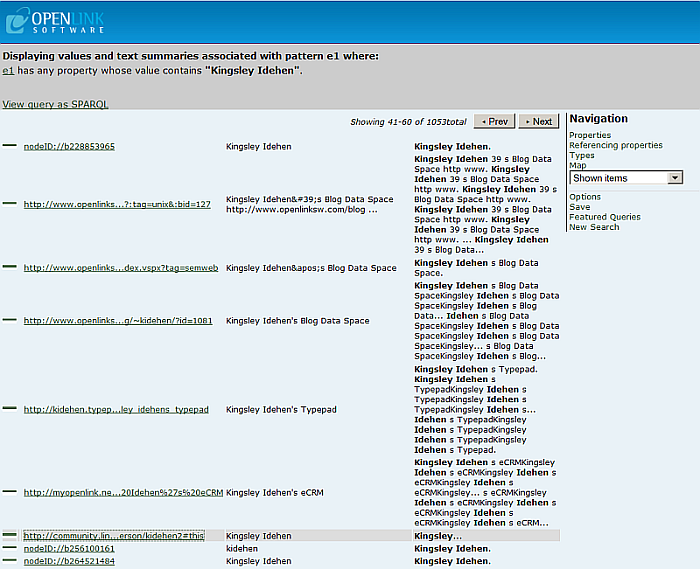 OPENLINK
SOFTWARE
Displaying values and text summaries associated with pattern e1 where:
e1 has any property whose value contains "Kingsley Idehen".
View query as SPARQL
Showing 41-60 of 1053total
Prev
Next
nodeID://b228853965
Kingsley Idehen
Kingsley Idehen.
http://www.openlinks...?;tag=unix&;bid=127
Kingsley Idehen&#39;s Blog Data Space
http://www.openlinksw.com/blog ...
Kingsley Idehen 39 s Blog Data
Space http www. Kingsley
Idehen 39 s Blog Data Space
http www. Kingsley Idehen 39 s
Blog Data Space http www.
Kingsley Idehen 39 s Blog Data
Space http www. Kingsley
Idehen 39 s Blog Data Space
http www. ... Kingsley Idehen
39 s Blog Data...
http://www.openlinks...dex.vspx?tag=semweb
Kingsley Idehen&apos;s Blog Data Space
Kingsley Idehen s Blog Data
Space.
http://www.openlinks...g/~kidehen/?id=1081
Kingsley Idehen's Blog Data Space
Kingsley Idehen s Blog Data
SpaceKingsley Idehen s Blog Data
SpaceKingsley Idehen s Blog
Data... Idehen s Blog Data
SpaceKingsley Idehen s Blog Data
SpaceKingsley Idehen s Blog Data
SpaceKingsley... s Blog Data
SpaceKingsley Idehen s Blog...
http://kidehen.typep...ley_idehens_typepad
Kingsley Idehen's Typepad
Kingsley Idehen s Typepad.
Kingsley Idehen s
TypepadKingsley Idehen s
TypepadKingsley Idehen s
TypepadKingsley Idehen s...
Idehen s TypepadKingsley
Idehen s TypepadKingsley
Idehen s TypepadKingsley
Idehen s Typepad.
http://myopenlink.ne...20Idehen%27s%20eCRM
Kingsley Idehen's eCRM
Kingsley Idehen s eCRMKingsley
Idehen s eCRMKingsley Idehen s
eCRMKingsley Idehen s
eCRMKingsley... s eCRMKingsley
Idehen s eCRMKingsley Idehen s
eCRMKingsley Idehen s
eCRMKingsley Idehen s eCRM...
http://community.lin...erson/kidehen2#this
Kingsley Idehen
Kingsley...
nodeID://b256100161
kidehen
Kingsley Idehen.
nodeID://b264521484
Kingsley Idehen
Kingsley Idehen.
Navigation
Properties
Referencing properties
Types
Map
Shown items
Options
Save
Featured Queries
New Search